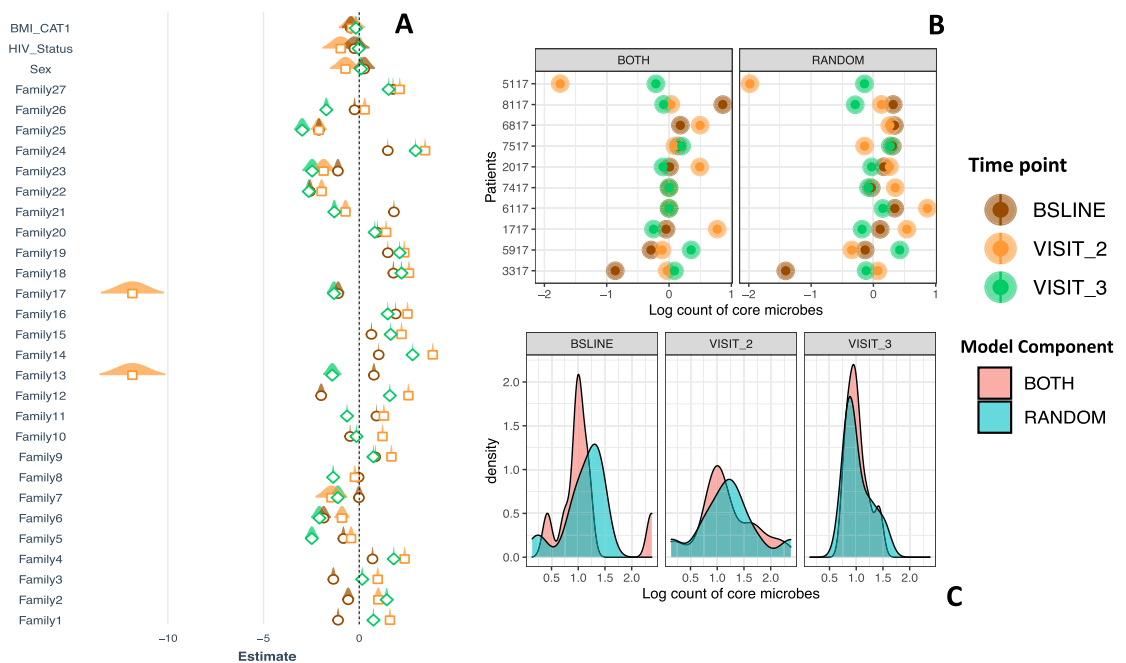 A
BMI_CAT1
HIV_Status
Sex
Family27
Family26
Family25
Family24
Family23
Family22
Family21
Family20
Family19
Family18
Family17
Family16
Family15
Family14
Family13
Family12
Family11
Family10
Family9
Family8
Family7
Family6
Family5
Family4
Family3
Family2
Family1
−10 −5 0
Estimate
B
BOTH RANDOM
Patients
5117
8117
6817
7517
2017
7417
6117
1717
5917
3317
−2 −1 0 1 −2 −1 0 1
Log count of core microbes
Time point
BSLINE
VISIT_2
VISIT_3
BSLINE VISIT_2 VISIT_3
density
2.0
1.5
1.0
0.5
0.0
0.5 1.0 1.5 2.0 0.5 1.0 1.5 2.0 0.5 1.0 1.5 2.0
Log count of core microbes
C
Model Component
BOTH
RANDOM